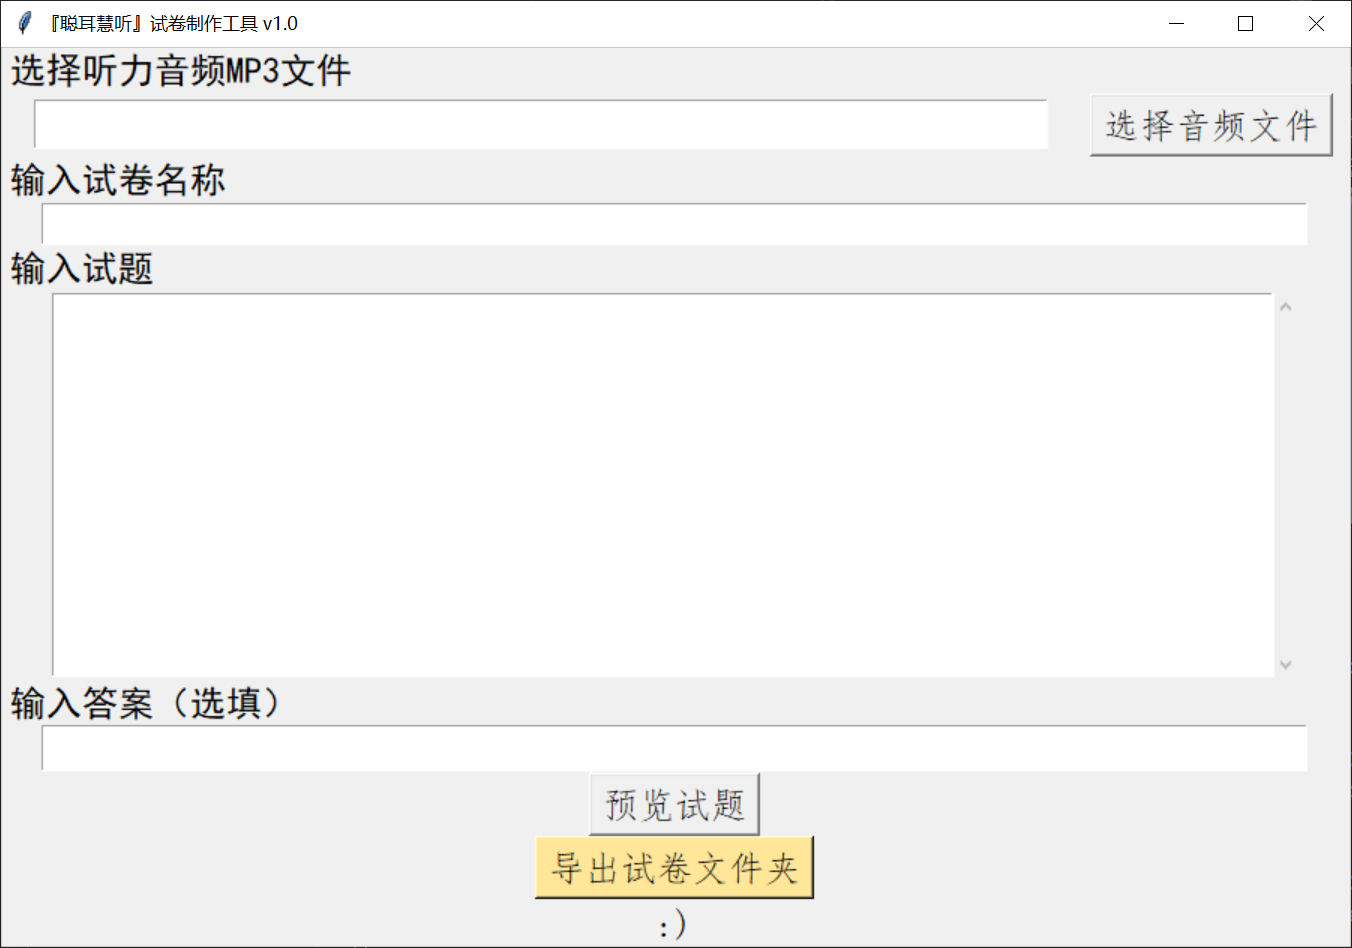 『聪耳慧听』试卷制作工具 v1.0
选择听力音频MP3文件
选择音频文件
输入试卷名称
输入试题
输入答案（选填）
预览试题
导出试卷文件夹
:)